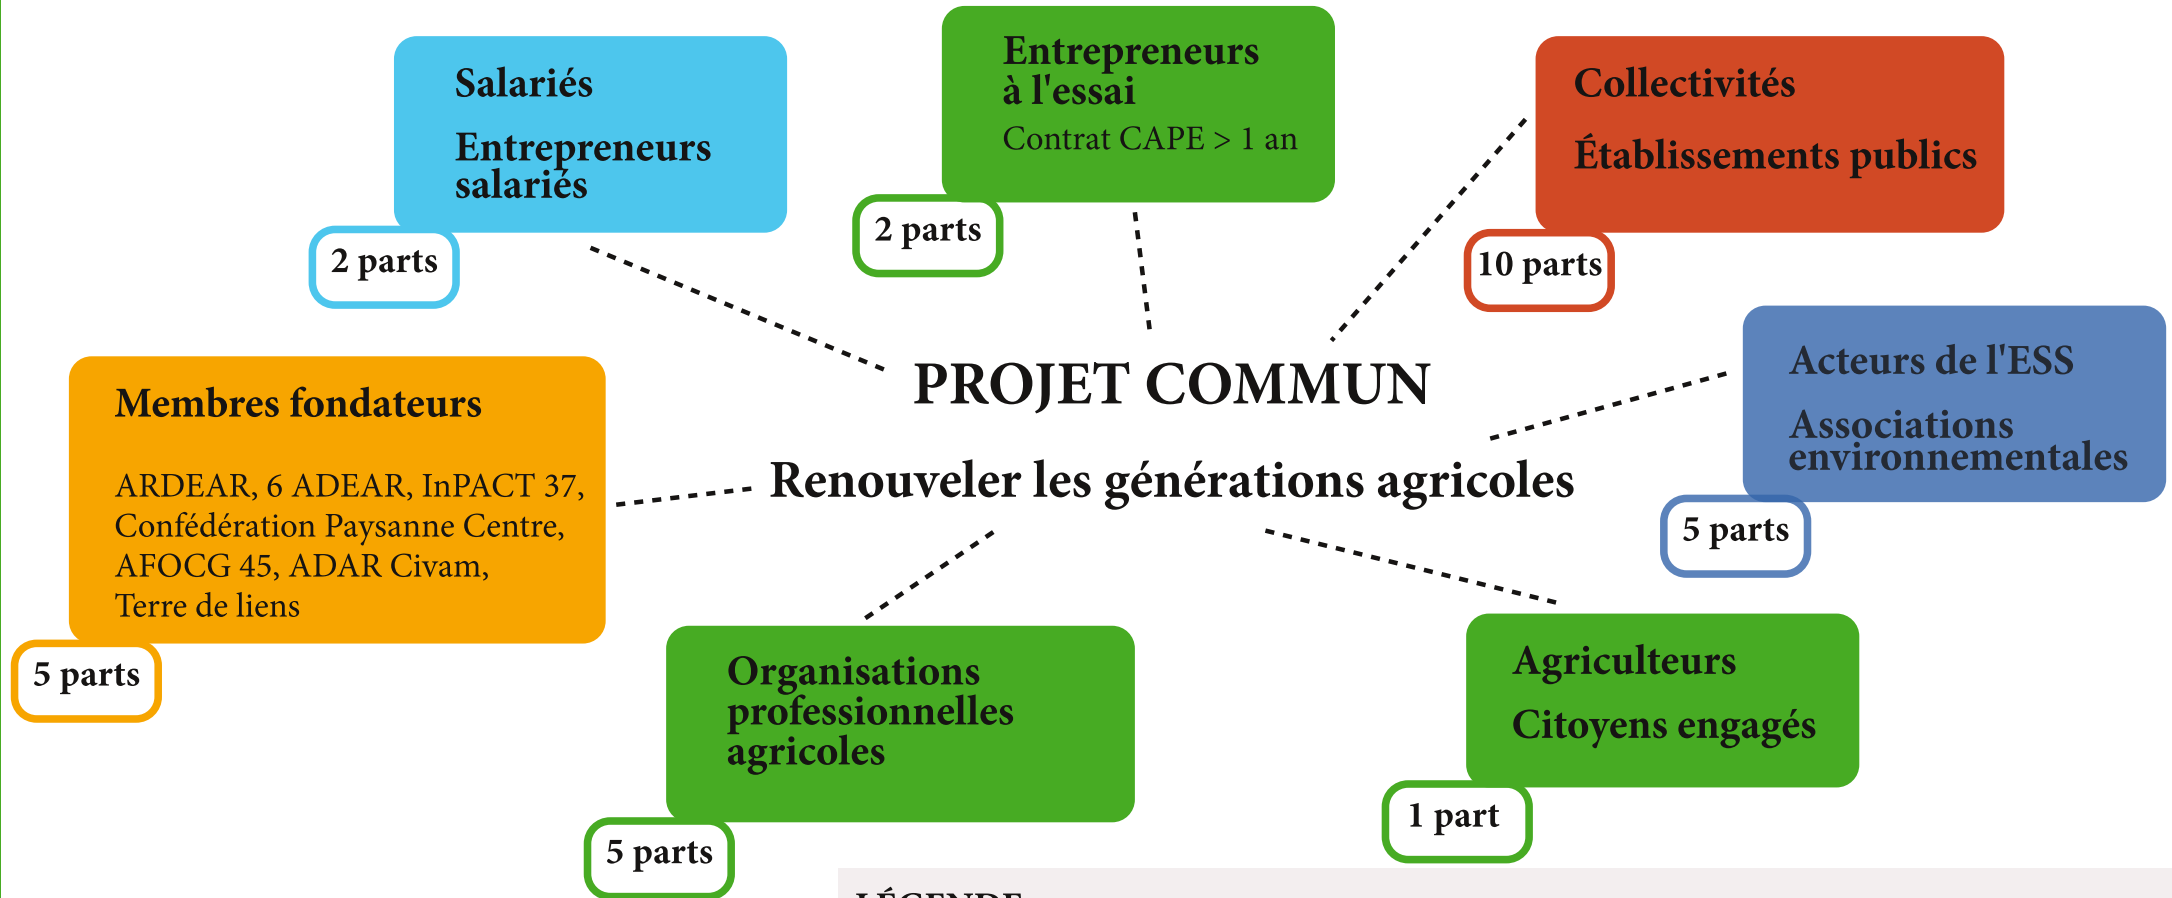 Salariés
Entrepreneurs
salariés
2 parts
Entrepreneurs
à l'essai
Contrat CAPE > 1 an
2 parts
Collectivités
Établissements publics
10 parts
PROJET COMMUN
Renouveler les générations agricoles
Acteurs de l'ESS
Associations
environnementales
5 parts
Membres fondateurs
ARDEAR, 6 ADEAR, InPACT 37,
Confédération Paysanne Centre,
AFOCG 45, ADAR Civam,
Terre de liens
5 parts
Organisations
professionnelles
agricoles
5 parts
Agriculteurs
Citoyens engagés
1 part
LÉGENDE